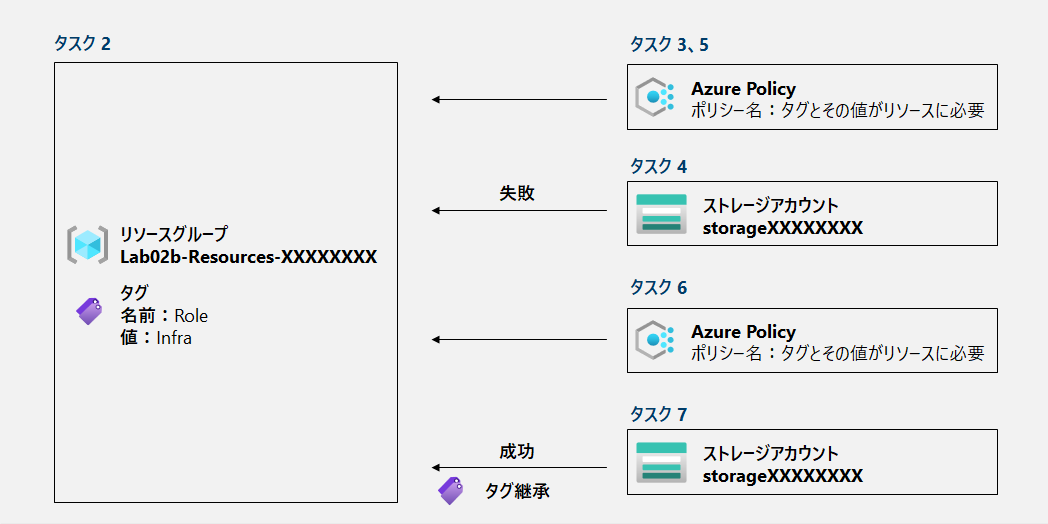 タスク 2
リソースグループ
Lab02b-Resources-XXXXXXXX
タグ
名前：Role
値：Infra
タスク 3、5
Azure Policy
ポリシー名：タグとその値がリソースに必要
タスク 4
失敗
ストレージアカウント
storageXXXXXXXX
タスク 6
Azure Policy
ポリシー名：タグとその値がリソースに必要
タスク 7
成功
タグ継承
ストレージアカウント
storageXXXXXXXX